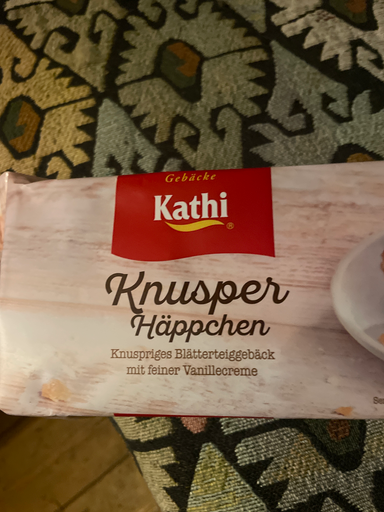 Gebäcke
Kathi
®
Knusper
Häppchen
Knuspriges Blätterteiggebäck
mit feiner Vanillecreme